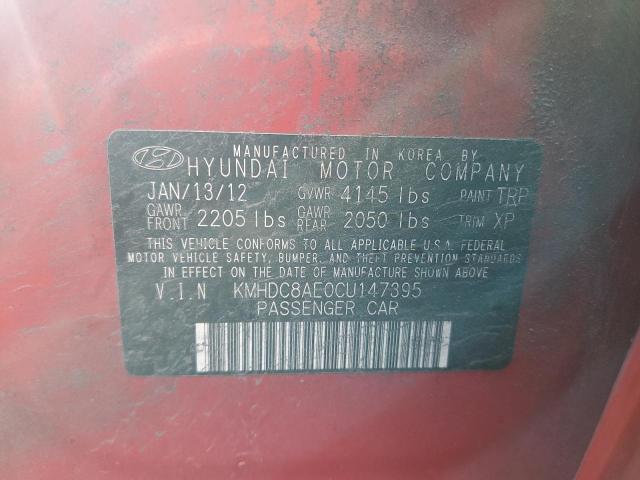 MANUFACTURED IN KOREA BY
HYUNDAI MOTOR COMPANY
JAN/13/12 GVWR 4145 lbs PAINT TRP
GAWR FRONT 2205 lbs GAWR REAR 2050 lbs TRIM XP
THIS VEHICLE CONFORMS TO ALL APPLICABLE U.S.A. FEDERAL
MOTOR VEHICLE SAFETY, BUMPER, AND THEFT PREVENTION STANDARDS
IN EFFECT ON THE DATE OF MANUFACTURE SHOWN ABOVE
V.I.N KMHDC8AE0CU147395
PASSENGER CAR